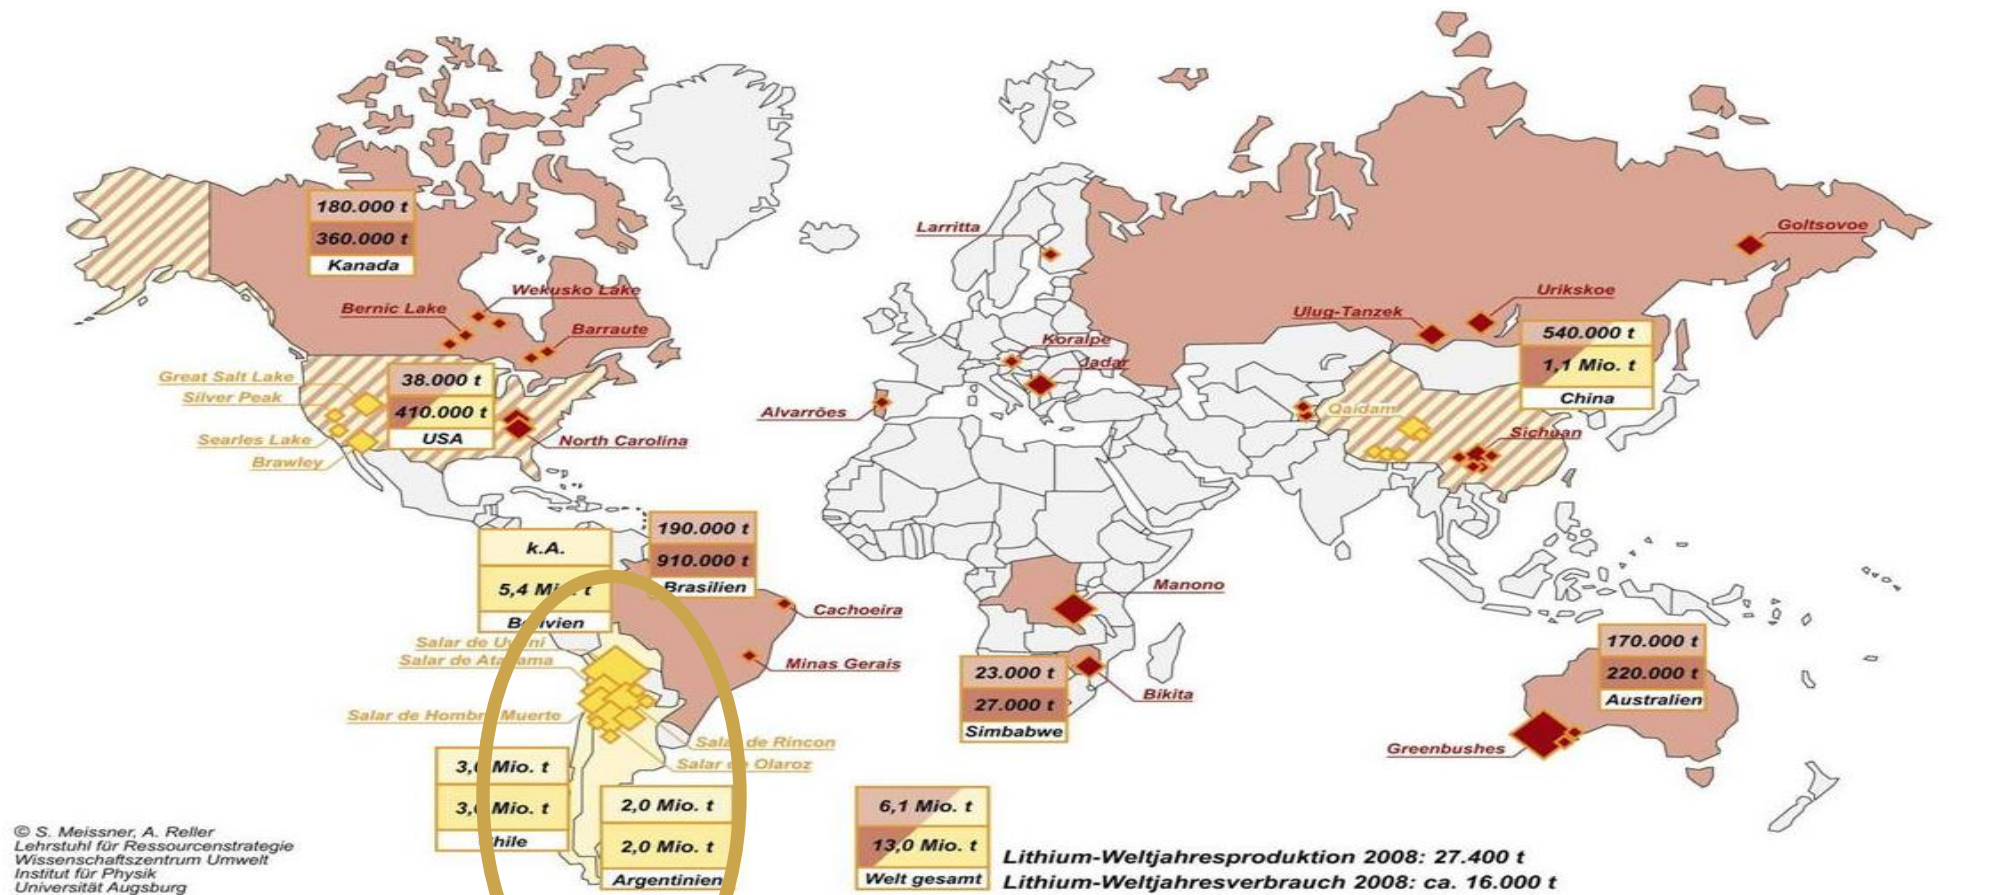 180.000 t
360.000 t
Kanada
Wekusko Lake
Bernic Lake
Barraute
Great Salt Lake
Silver Peak
Searles Lake
Brawley
38.000 t
410.000 t
USA
North Carolina
Larritta
Goltsovoe
Urikskoe
Ulug-Tanzek
Koralpe
Jadar
Alvarrões
540.000 t
1,1 Mio. t
China
Qaidam
Sichuan
k.A.
5,4 t
190.000 t
910.000 t
Brasilien
Cachoeira
Minas Gerais
Salar de
Salar de
Salar de
Muerte
Salar de Rincon
Salar Olaroz
Mio. t
Mio. t
2,0 Mio. t
2,0 Mio. t
Argentinien
Manono
23.000 t
27.000 t
Simbabwe
Bikita
170.000 t
220.000 t
Australien
Greenbushes
6,1 Mio. t
13,0 Mio. t
Welt gesamt
Lithium-Weltjahresproduktion 2008: 27.400 t
Lithium-Weltjahresverbrauch 2008: ca. 16.000 t
© S. Meissner, A. Reller
Lehrstuhl für Ressourcenstrategie
Wissenschaftszentrum Umwelt
Institut für Physik
Universität Augsburg